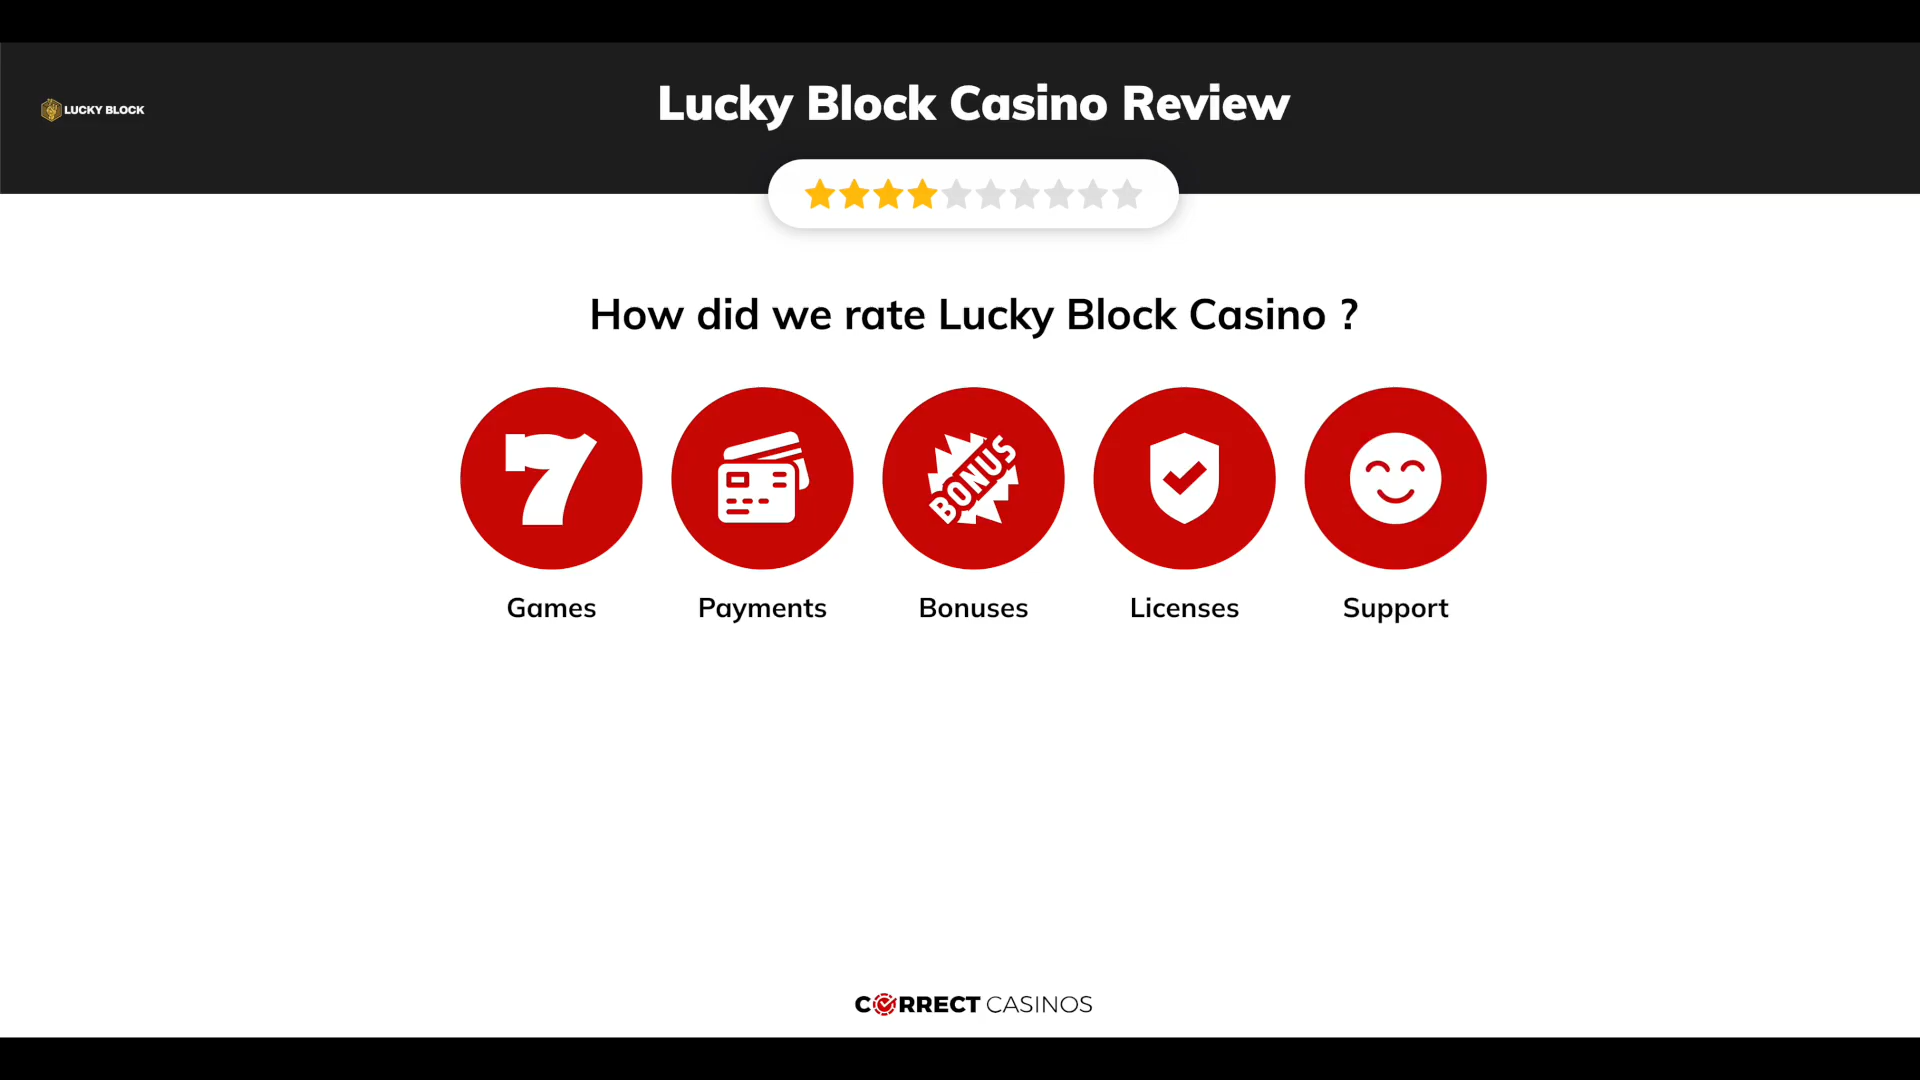 LUCKY BLOCK
Lucky Block Casino Review
How did we rate Lucky Block Casino ?
7
BONUS
Games
Payments
Bonuses
Licenses
Support
CORRECT CASINOS